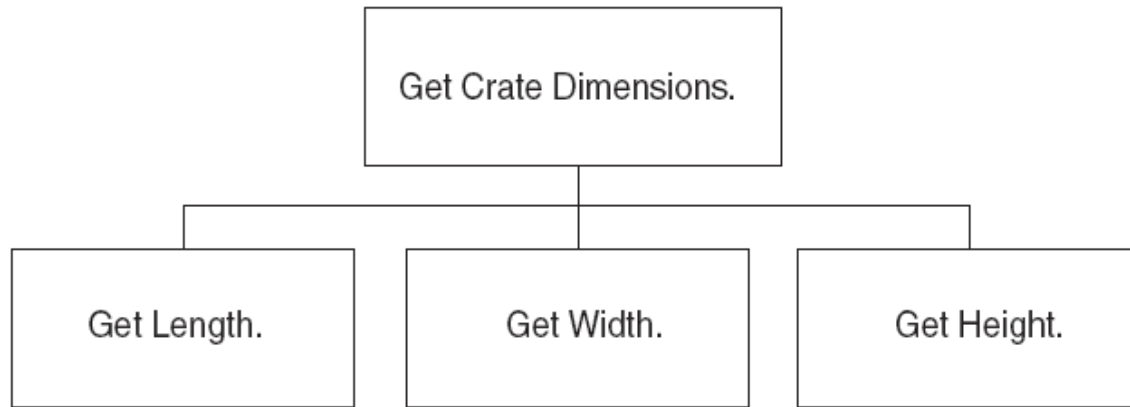 Get Crate Dimensions.
Get Length.
Get Width.
Get Height.